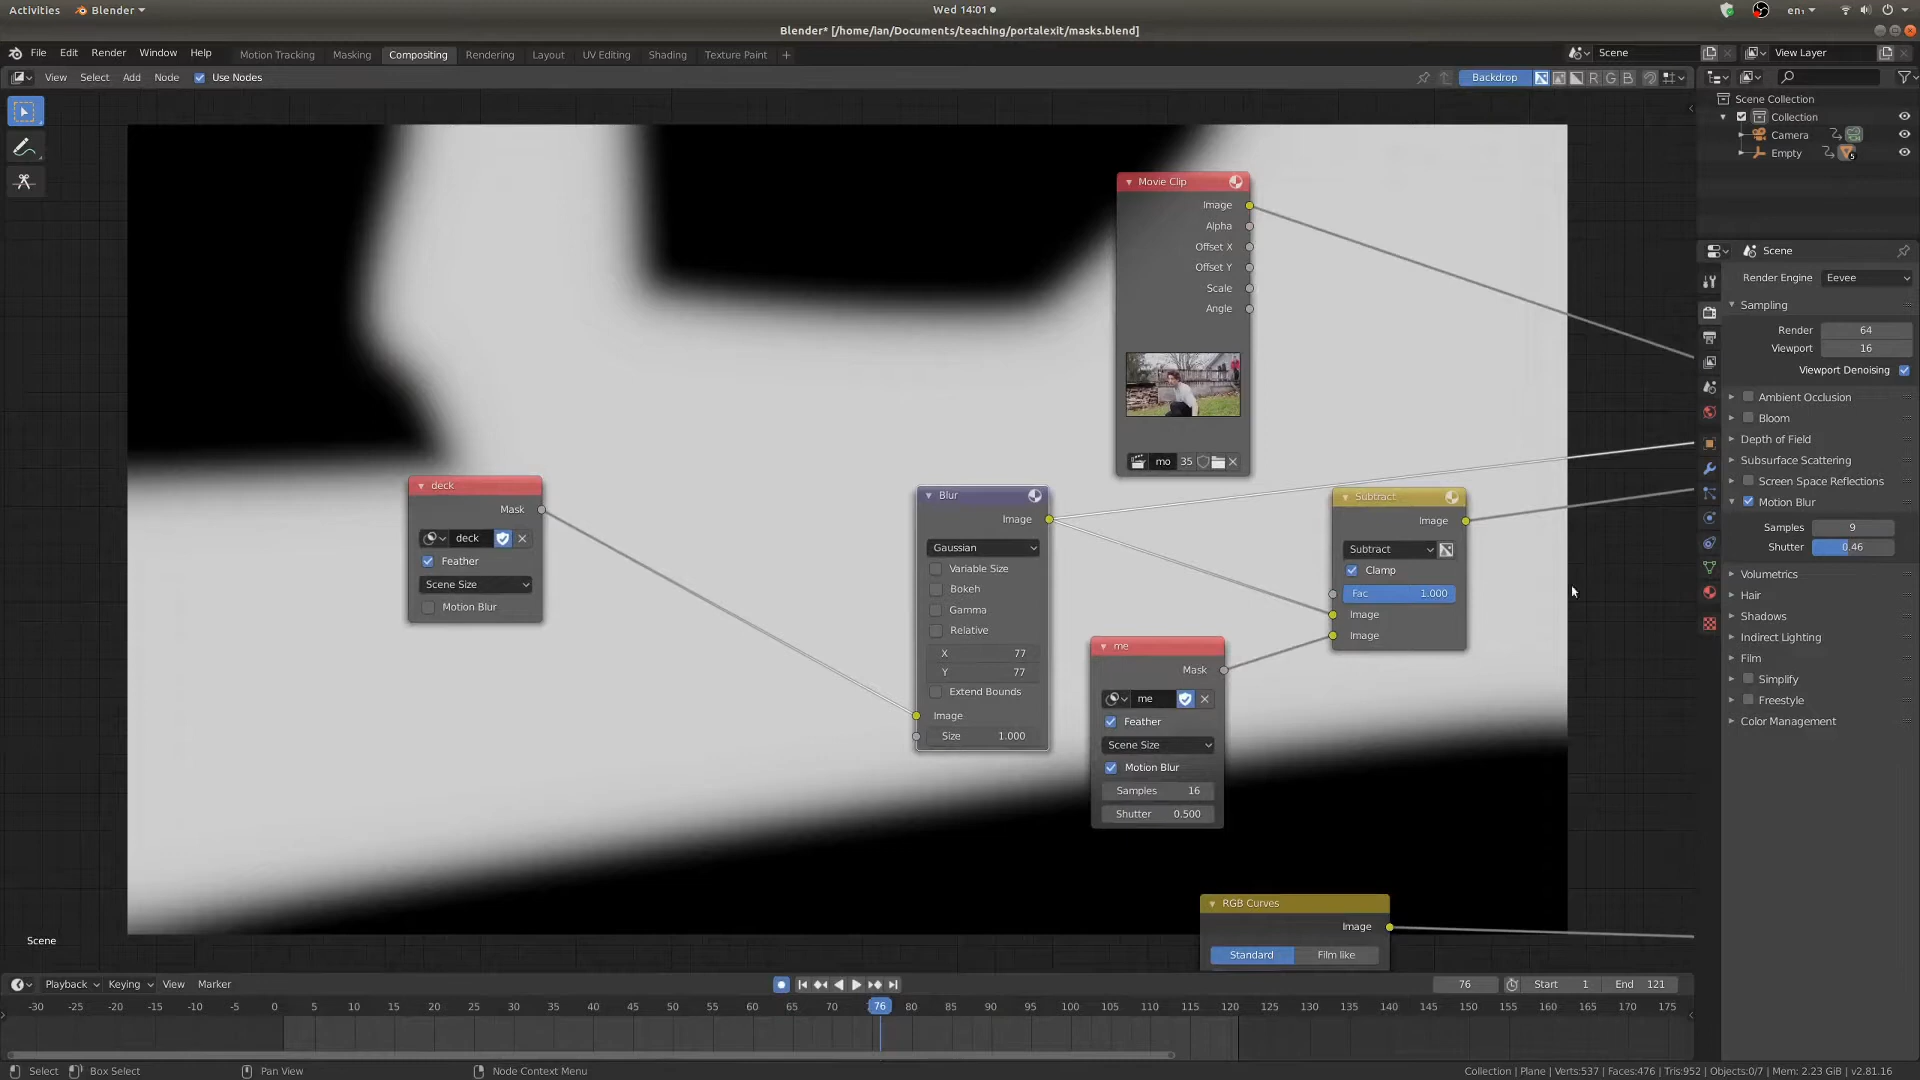 Activities Blender Wed 14:01 en₁
Blender* [/home/ian/Documents/teaching/portalexit/masks.blend]
File Edit Render Window Help Motion Tracking Masking Compositing Rendering Layout UV Editing Shading Texture Paint + Scene View Layer
View Select Add Node Use Nodes Backdrop R G B
Scene Collection
Collection
Camera
Empty 5
Scene
Render Engine Eevee
Sampling
Render 64
Viewport 16
Viewport Denoising
Ambient Occlusion
Bloom
Depth of Field
Subsurface Scattering
Screen Space Reflections
Motion Blur
Samples 9
Shutter 0.46
Volumetrics
Hair
Shadows
Indirect Lighting
Film
Simplify
Freestyle
Color Management
Movie Clip
Image
Alpha
Offset X
Offset Y
Scale
Angle
mo 35
deck
Mask
deck
Feather
Scene Size
Motion Blur
Blur
Image
Gaussian
Variable Size
Bokeh
Gamma
Relative
X 77
Y 77
Extend Bounds
Image
Size 1.000
me
Mask
me
Feather
Scene Size
Motion Blur
Samples 16
Shutter 0.500
Subtract
Image
Subtract
Clamp
Fac 1.000
Image
Image
RGB Curves
Image
Standard Film like
Scene
Playback Keying View Marker 76 Start 1 End 121
-30 -25 -20 -15 -10 -5 0 5 10 15 20 25 30 35 40 45 50 55 60 65 70 76 80 85 90 95 100 105 110 115 120 125 130 135 140 145 150 155 160 165 170 175
Select Box Select Pan View Node Context Menu Collection | Plane | Verts:537 | Faces:476 | Tris:952 | Objects:0/7 | Mem: 2.23 GiB | v2.81.16